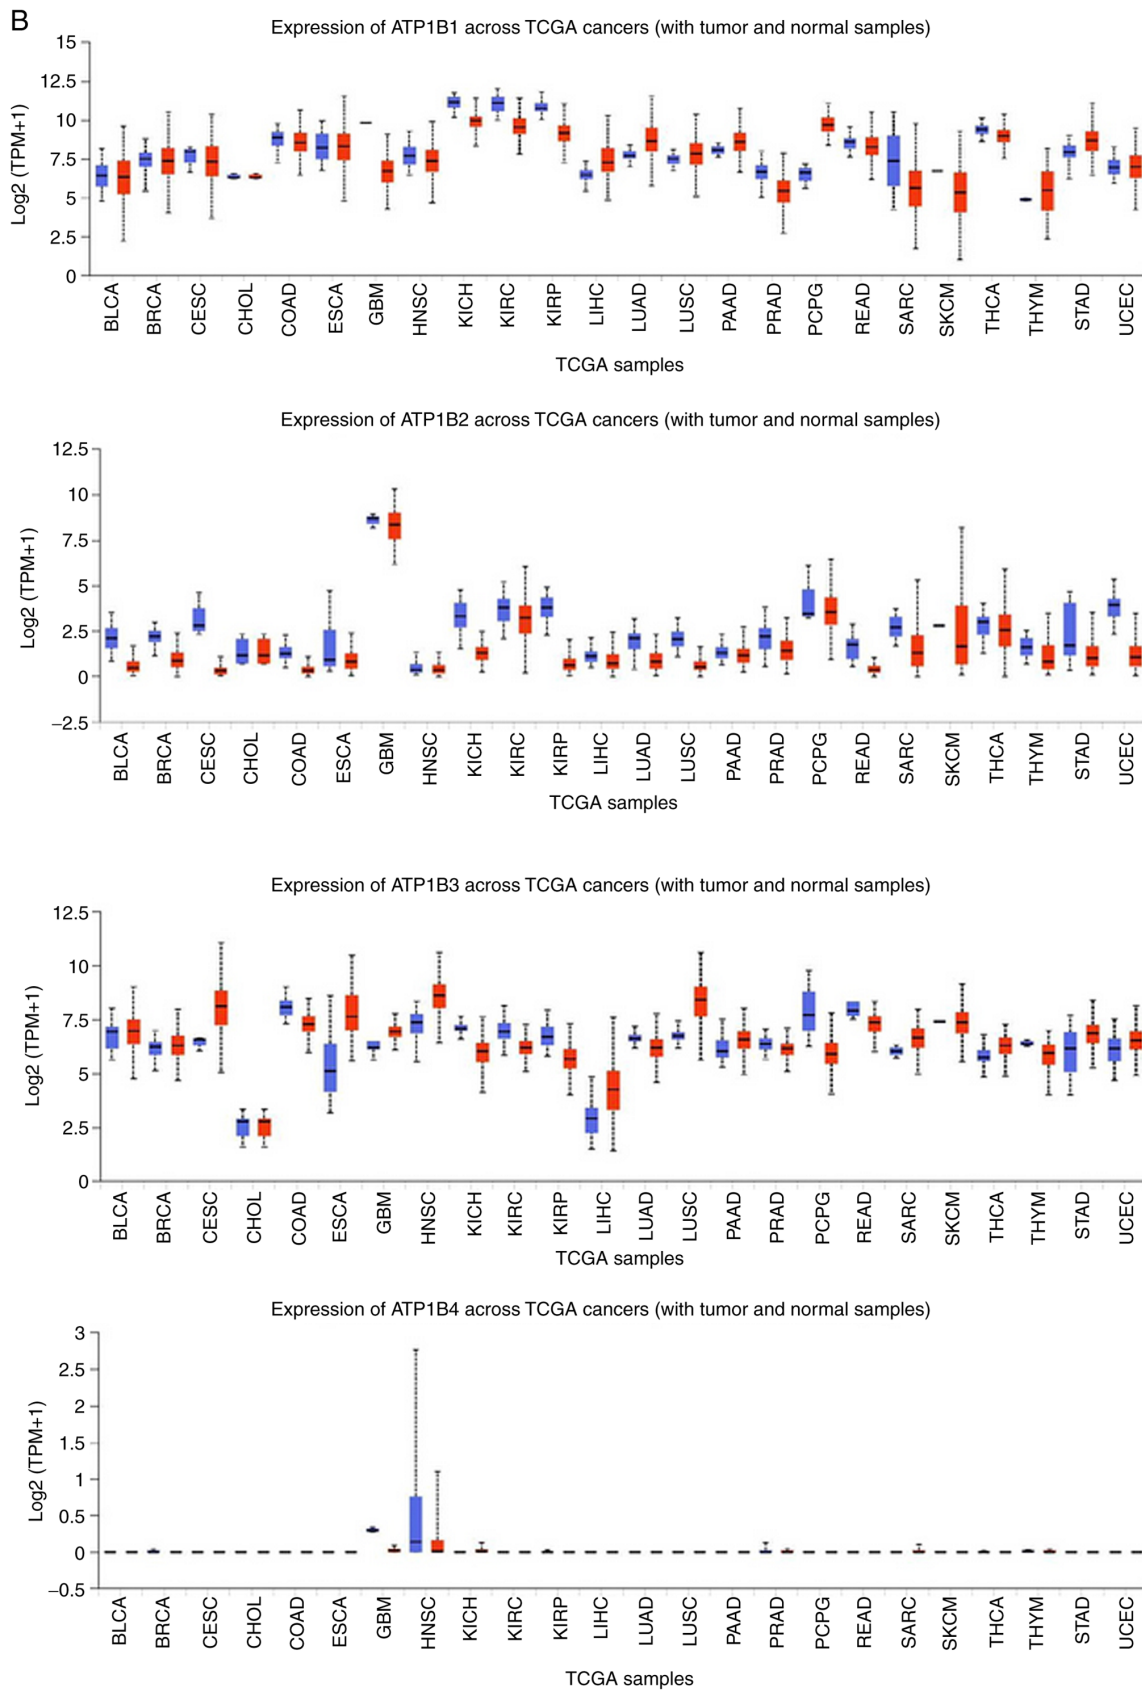 B
Expression of ATP1B1 across TCGA cancers (with tumor and normal samples)
Log2 (TPM+1)
15
12.5
10
7.5
5
2.5
0
BLCA BRCA CESC CHOL COAD ESCA GBM HNSC KICH KIRC KIRP LIHC LUAD LUSC PAAD PRAD PCPG READ SARC SKCM THCA THYM STAD UCEC
TCGA samples
Expression of ATP1B2 across TCGA cancers (with tumor and normal samples)
Log2 (TPM+1)
12.5
10
7.5
5
2.5
0
−2.5
BLCA BRCA CESC CHOL COAD ESCA GBM HNSC KICH KIRC KIRP LIHC LUAD LUSC PAAD PRAD PCPG READ SARC SKCM THCA THYM STAD UCEC
TCGA samples
Expression of ATP1B3 across TCGA cancers (with tumor and normal samples)
Log2 (TPM+1)
12.5
10
7.5
5
2.5
0
BLCA BRCA CESC CHOL COAD ESCA GBM HNSC KICH KIRC KIRP LIHC LUAD LUSC PAAD PRAD PCPG READ SARC SKCM THCA THYM STAD UCEC
TCGA samples
Expression of ATP1B4 across TCGA cancers (with tumor and normal samples)
Log2 (TPM+1)
3
2.5
2
1.5
1
0.5
0
−0.5
BLCA BRCA CESC CHOL COAD ESCA GBM HNSC KICH KIRC KIRP LIHC LUAD LUSC PAAD PRAD PCPG READ SARC SKCM THCA THYM STAD UCEC
TCGA samples